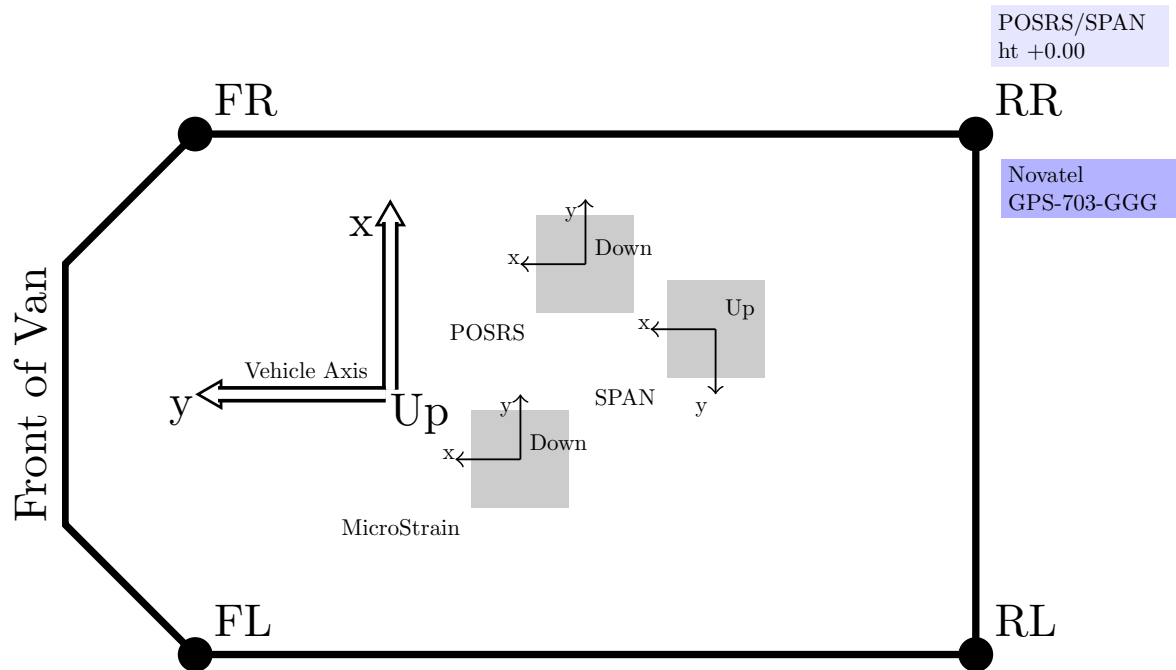 POSRS/SPAN
ht +0.00
FR
RR
Novatel
GPS-703-GGG
x
y
Down
x
Up
POSRS
x
Front of Van
Vehicle Axis
y
Up
SPAN
y
y
Down
x
MicroStrain
FL
RL